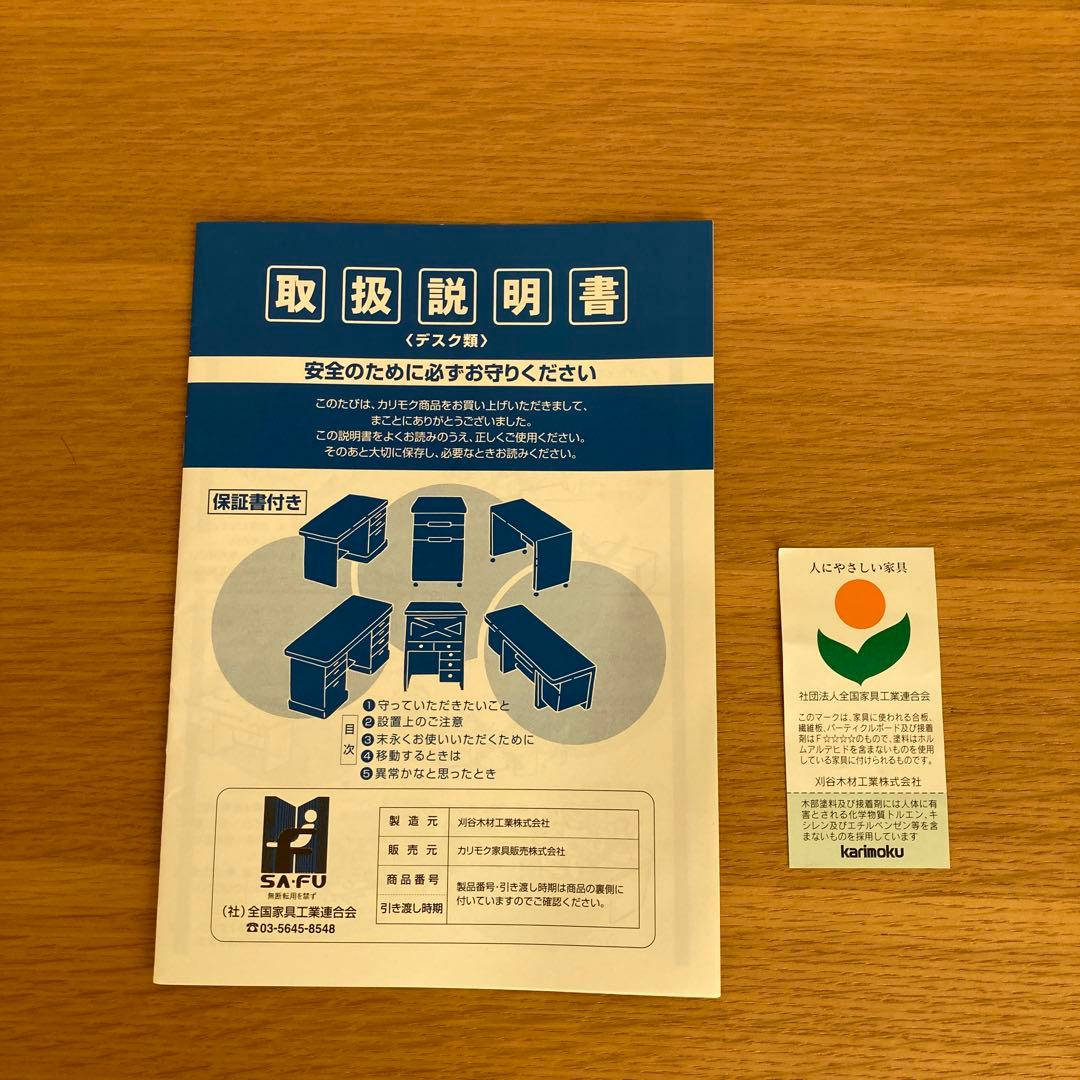 取扱説明書
〈デスク類〉
安全のために必ずお守りください
このたびは、カリモク商品をお買い上げいただきまして、
まことにありがとうございました。
この説明書をよくお読みのうえ、正しくご使用ください。
そのあと大切に保存し、必要なときお読みください。
保証書付き
目次
❶守っていただきたいこと
❷設置上のご注意
❸末永くお使いいただくために
❹移動するときは
❺異常かなと思ったとき
SA・FU
無断転用を禁ず
(社)全国家具工業連合会
☎03-5645-8548
製造元 刈谷木材工業株式会社
販売元 カリモク家具販売株式会社
商品番号
引き渡し時期
製品番号・引き渡し時期は商品の裏側に
付いていますのでご確認ください。
人にやさしい家具
社団法人全国家具工業連合会
このマークは、家具に使われる合板、
繊維板、パーティクルボード及び接着
剤はF☆☆☆☆のもので、塗料はホル
ムアルデヒドを含まないものを使用
している家具に付けられるものです。
刈谷木材工業株式会社
木部塗料及び接着剤には人体に有
害とされる化学物質トルエン、キ
シレン及びエチルベンゼン等を含
まないものを採用しています
karimoku